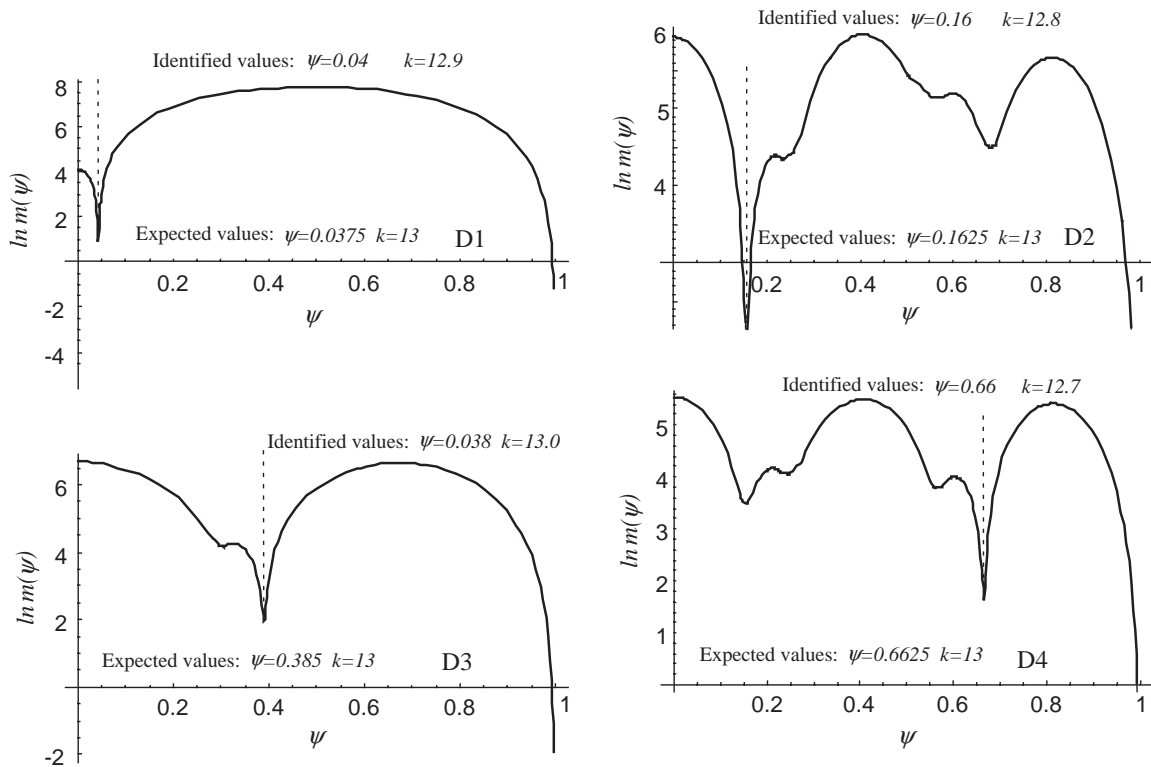 Identified values: ψ=0.04 k=12.9
8
6
4
2
-2
-4
ln m(ψ)
Expected values: ψ=0.0375 k=13 D1
0.2 0.4 0.6 0.8 1
ψ
Identified values: ψ=0.16 k=12.8
6
5
4
ln m(ψ)
Expected values: ψ=0.1625 k=13 D2
0.2 0.4 0.6 0.8 1
ψ
Identified values: ψ=0.038 k=13.0
6
4
2
-2
ln m(ψ)
Expected values: ψ=0.385 k=13 D3
0.2 0.4 0.6 0.8 1
ψ
Identified values: ψ=0.66 k=12.7
5
4
3
2
1
ln m(ψ)
Expected values: ψ=0.6625 k=13 D4
0.2 0.4 0.6 0.8 1
ψ